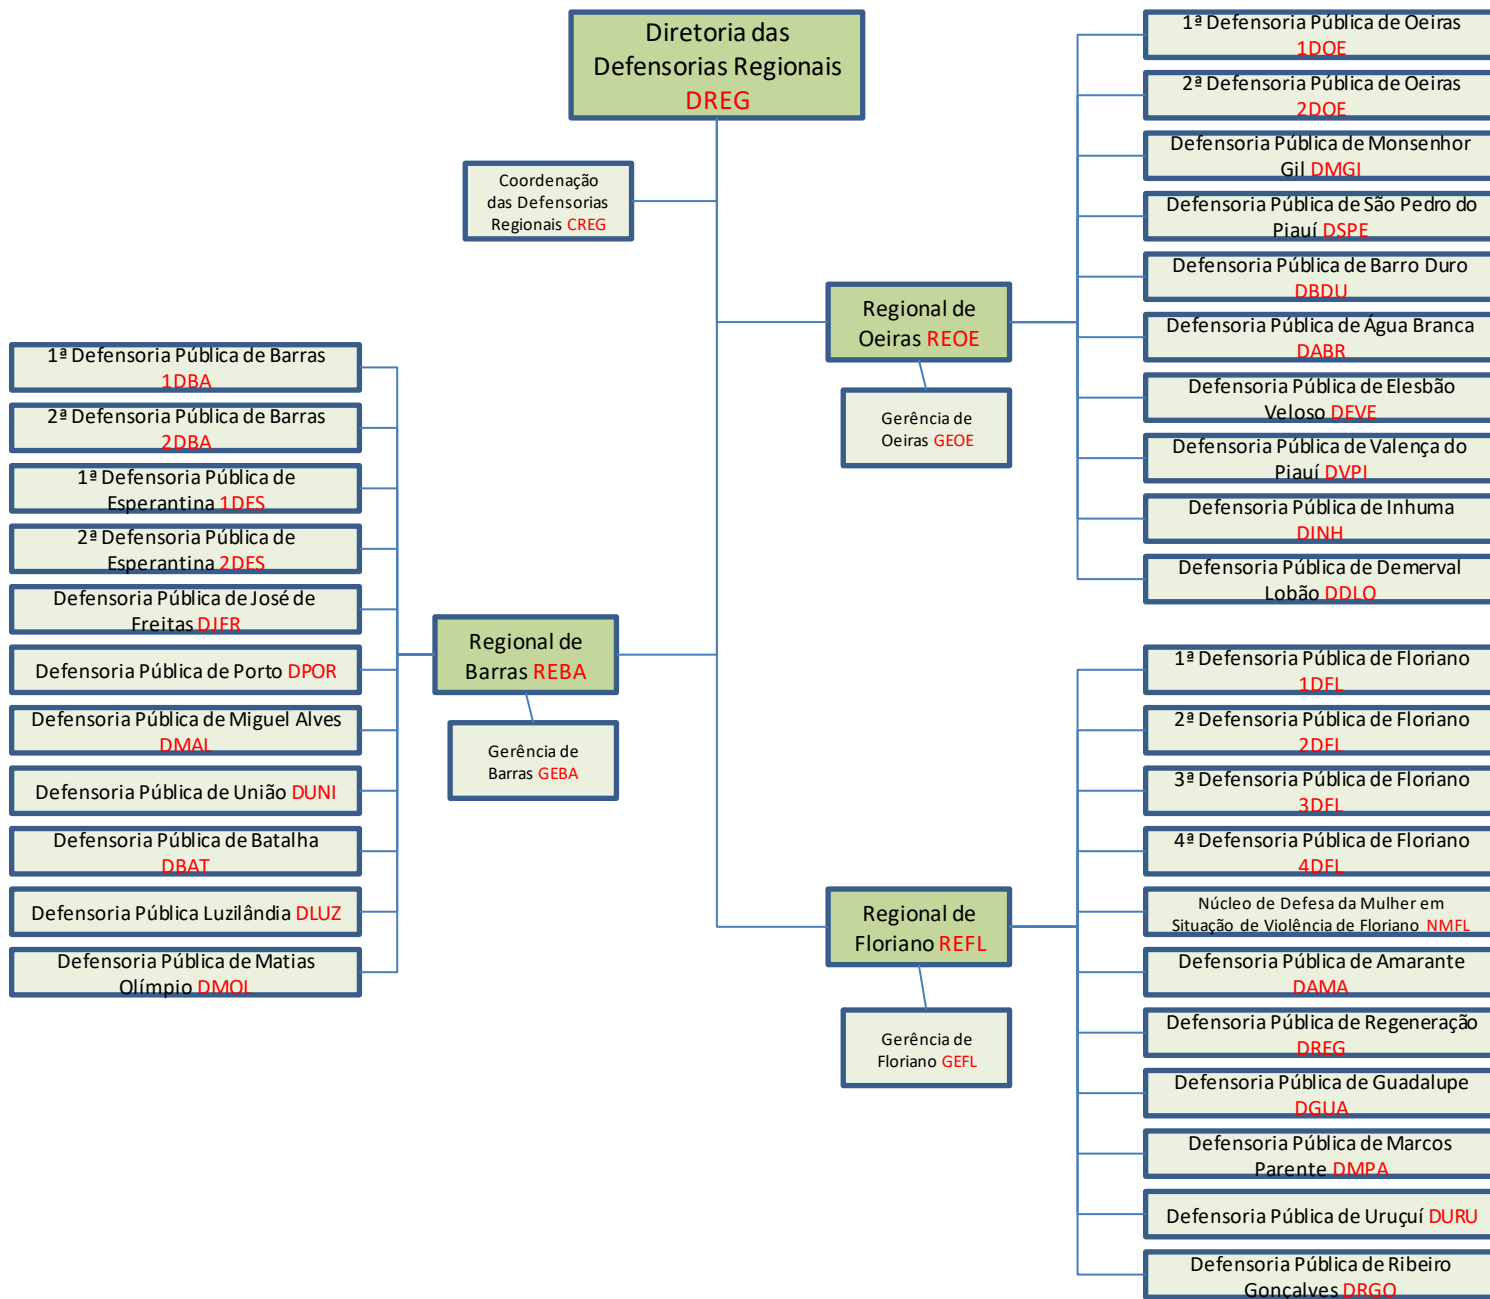 Diretoria das
Defensorias Regionais
DREG
Coordenação
das Defensorias
Regionais CREG
Regional de
Oeiras REOE
Gerência de
Oeiras GEOE
1ª Defensoria Pública de Oeiras
1DOE
2ª Defensoria Pública de Oeiras
2DOE
Defensoria Pública de Monsenhor
Gil DMGI
Defensoria Pública de São Pedro do
Piauí DSPE
Defensoria Pública de Barro Duro
DBDU
Defensoria Pública de Água Branca
DABR
Defensoria Pública de Elesbão
Veloso DEVE
Defensoria Pública de Valença do
Piauí DVPI
Defensoria Pública de Inhuma
DINH
Defensoria Pública de Demerval
Lobão DDLO
Regional de
Barras REBA
Gerência de
Barras GEBA
1ª Defensoria Pública de Barras
1DBA
2ª Defensoria Pública de Barras
2DBA
1ª Defensoria Pública de
Esperantina 1DES
2ª Defensoria Pública de
Esperantina 2DES
Defensoria Pública de José de
Freitas DJFR
Defensoria Pública de Porto DPOR
Defensoria Pública de Miguel Alves
DMAL
Defensoria Pública de União DUNI
Defensoria Pública de Batalha
DBAT
Defensoria Pública Luzilândia DLUZ
Defensoria Pública de Matias
Olímpio DMOL
Regional de
Floriano REFL
Gerência de
Floriano GEFL
1ª Defensoria Pública de Floriano
1DFL
2ª Defensoria Pública de Floriano
2DFL
3ª Defensoria Pública de Floriano
3DFL
4ª Defensoria Pública de Floriano
4DFL
Núcleo de Defesa da Mulher em
Situação de Violência de Floriano NMFL
Defensoria Pública de Amarante
DAMA
Defensoria Pública de Regeneração
DREG
Defensoria Pública de Guadalupe
DGUA
Defensoria Pública de Marcos
Parente DMPA
Defensoria Pública de Uruçuí DURU
Defensoria Pública de Ribeiro
Gonçalves DRGO